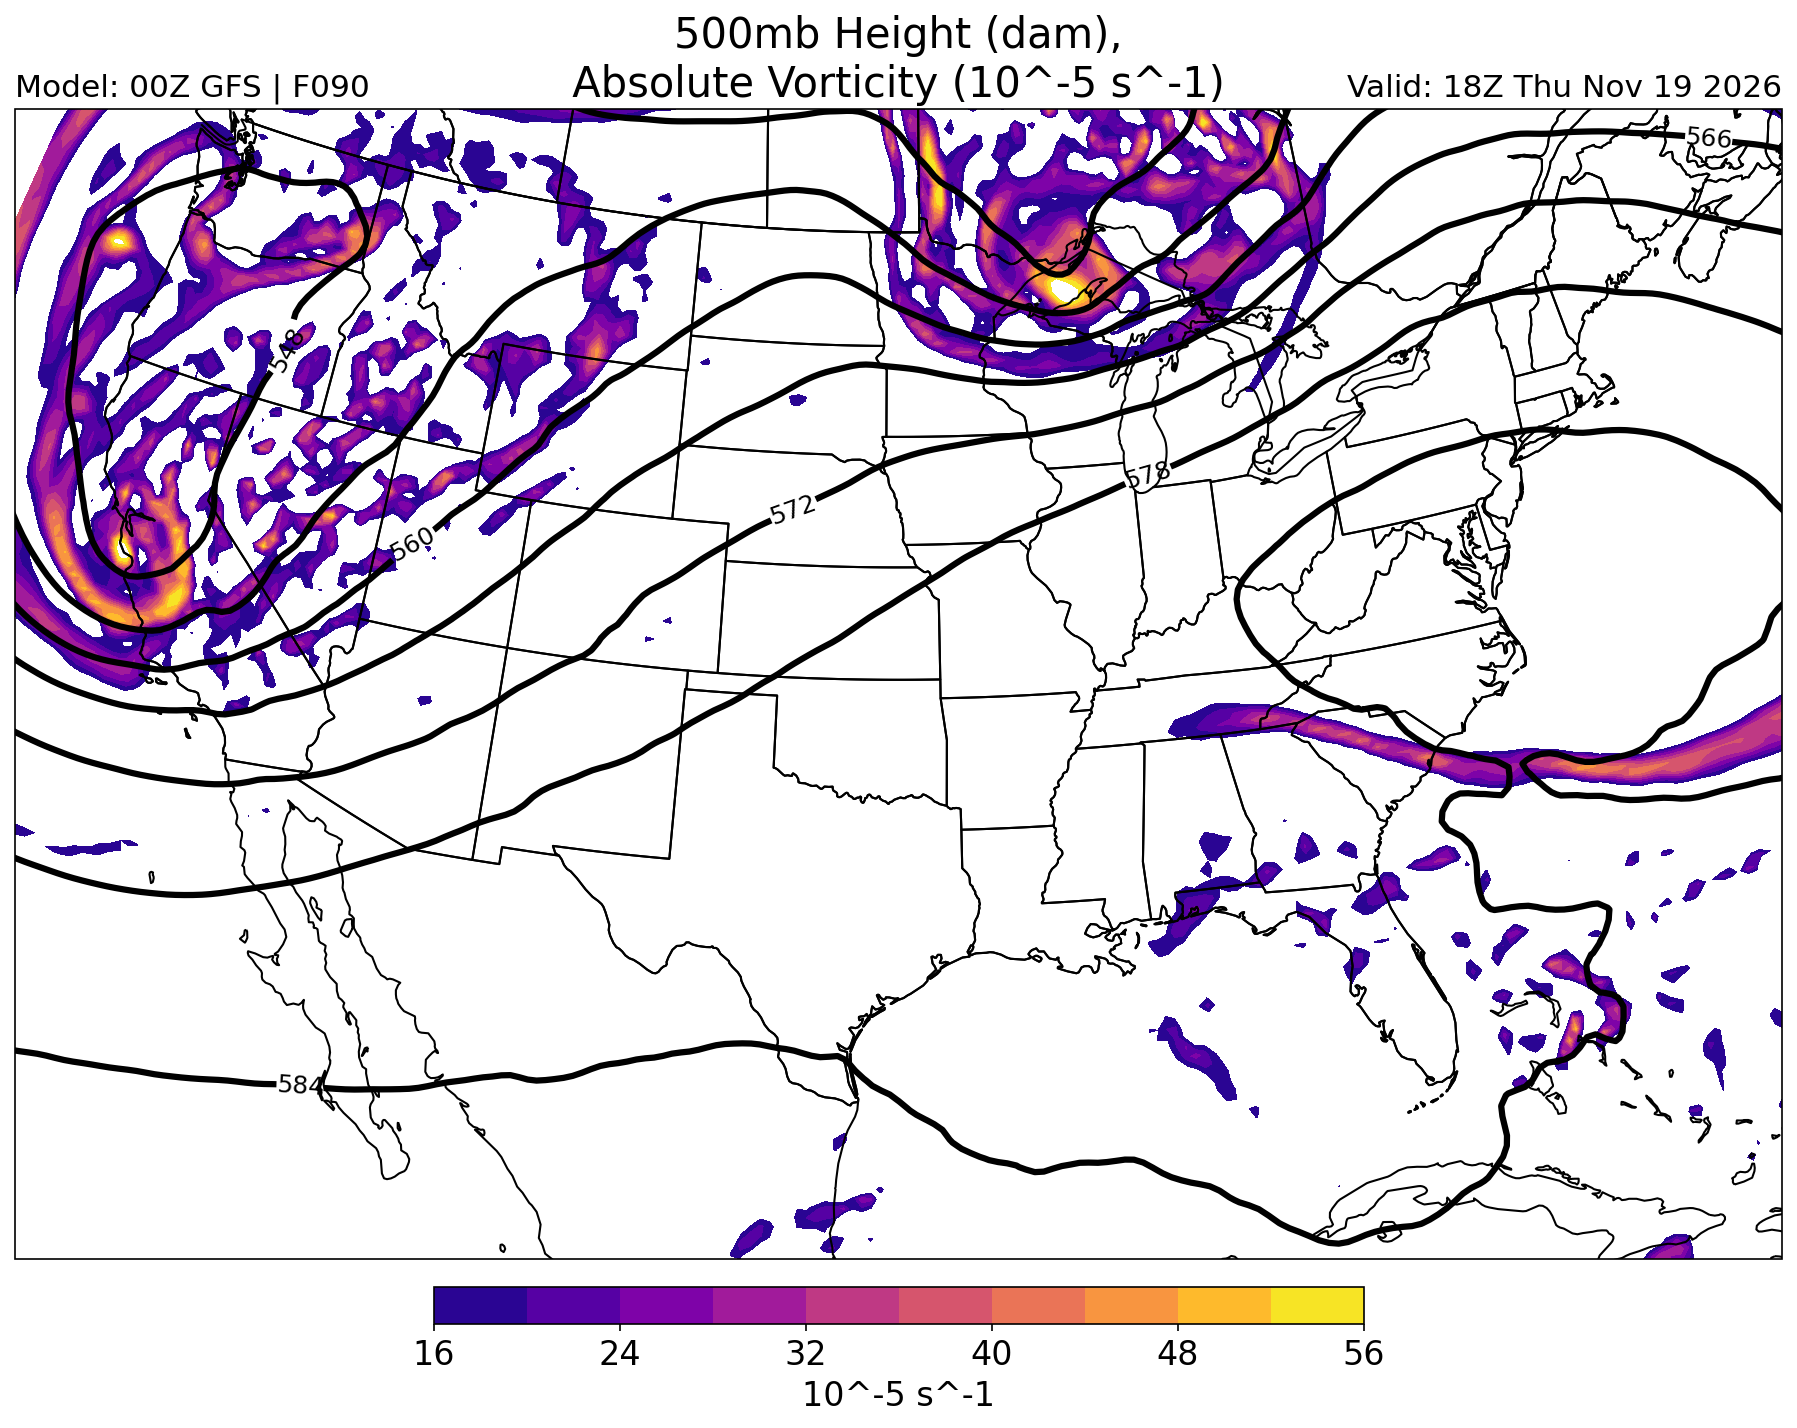 500mb Height (dam),
Model: 00Z GFS | F090
Absolute Vorticity (10^-5 s^-1)
Valid: 18Z Thu Nov 19 2026
566
548
578
572
560
584
16 24 32 40 48 56
10^-5 s^-1